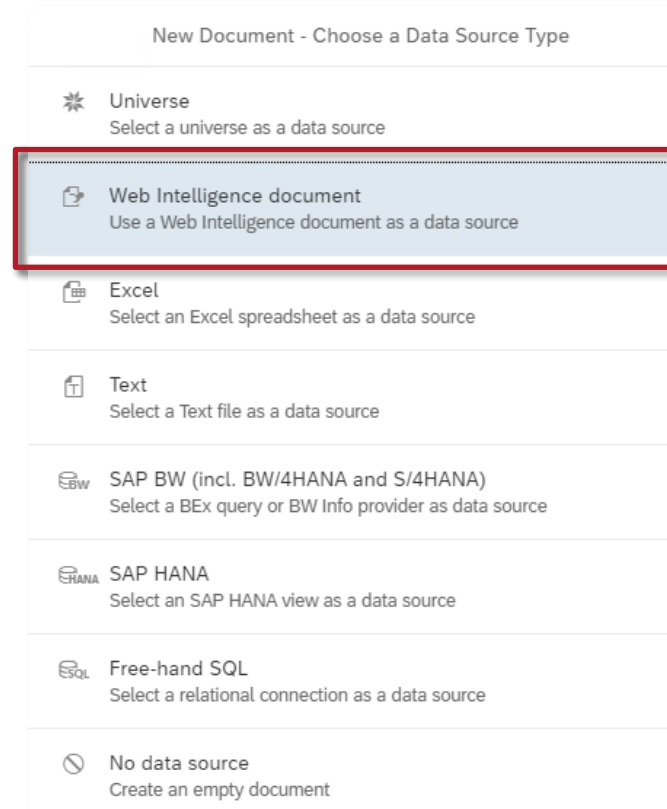 New Document - Choose a Data Source Type
Universe
Select a universe as a data source
Web Intelligence document
Use a Web Intelligence document as a data source
Excel
Select an Excel spreadsheet as a data source
T
Text
Select a Text file as a data source
BW
SAP BW (incl. BW/4HANA and S/4HANA)
Select a BEx query or BW Info provider as data source
HANA
SAP HANA
Select an SAP HANA view as a data source
SQL
Free-hand SQL
Select a relational connection as a data source
No data source
Create an empty document